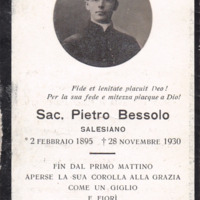 Fide et lenitate placuit Deo!
Per la sua fede e mitezza piacque a Dio!
Sac. Pietro Bessolo
SALESIANO
* 2 FEBBRAIO 1895 † 28 NOVEMBRE 1930
FIN DAL PRIMO MATTINO
APERSE LA SUA COROLLA ALLA GRAZIA
COME UN GIGLIO
E FIORÌ